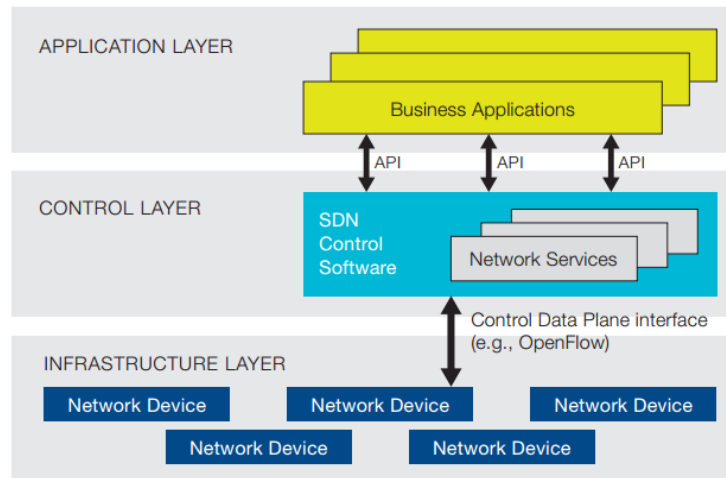 APPLICATION LAYER
Business Applications
API
API
API
CONTROL LAYER
SDN
Control
Software
Network Services
Control Data Plane interface
(e.g., OpenFlow)
INFRASTRUCTURE LAYER
Network Device
Network Device
Network Device
Network Device
Network Device